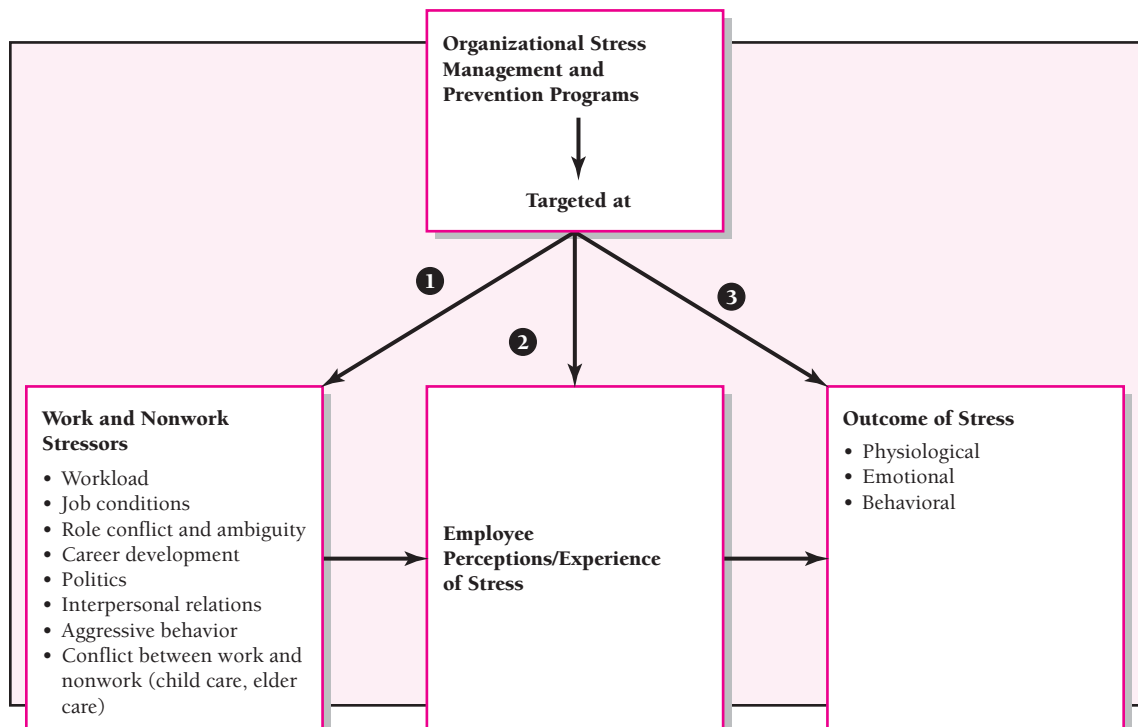 Organizational Stress
Management and
Prevention Programs
Targeted at
1
2
3
Work and Nonwork
Stressors
• Workload
• Job conditions
• Role conflict and ambiguity
• Career development
• Politics
• Interpersonal relations
• Aggressive behavior
• Conflict between work and
nonwork (child care, elder
care)
Employee
Perceptions/Experience
of Stress
Outcome of Stress
• Physiological
• Emotional
• Behavioral